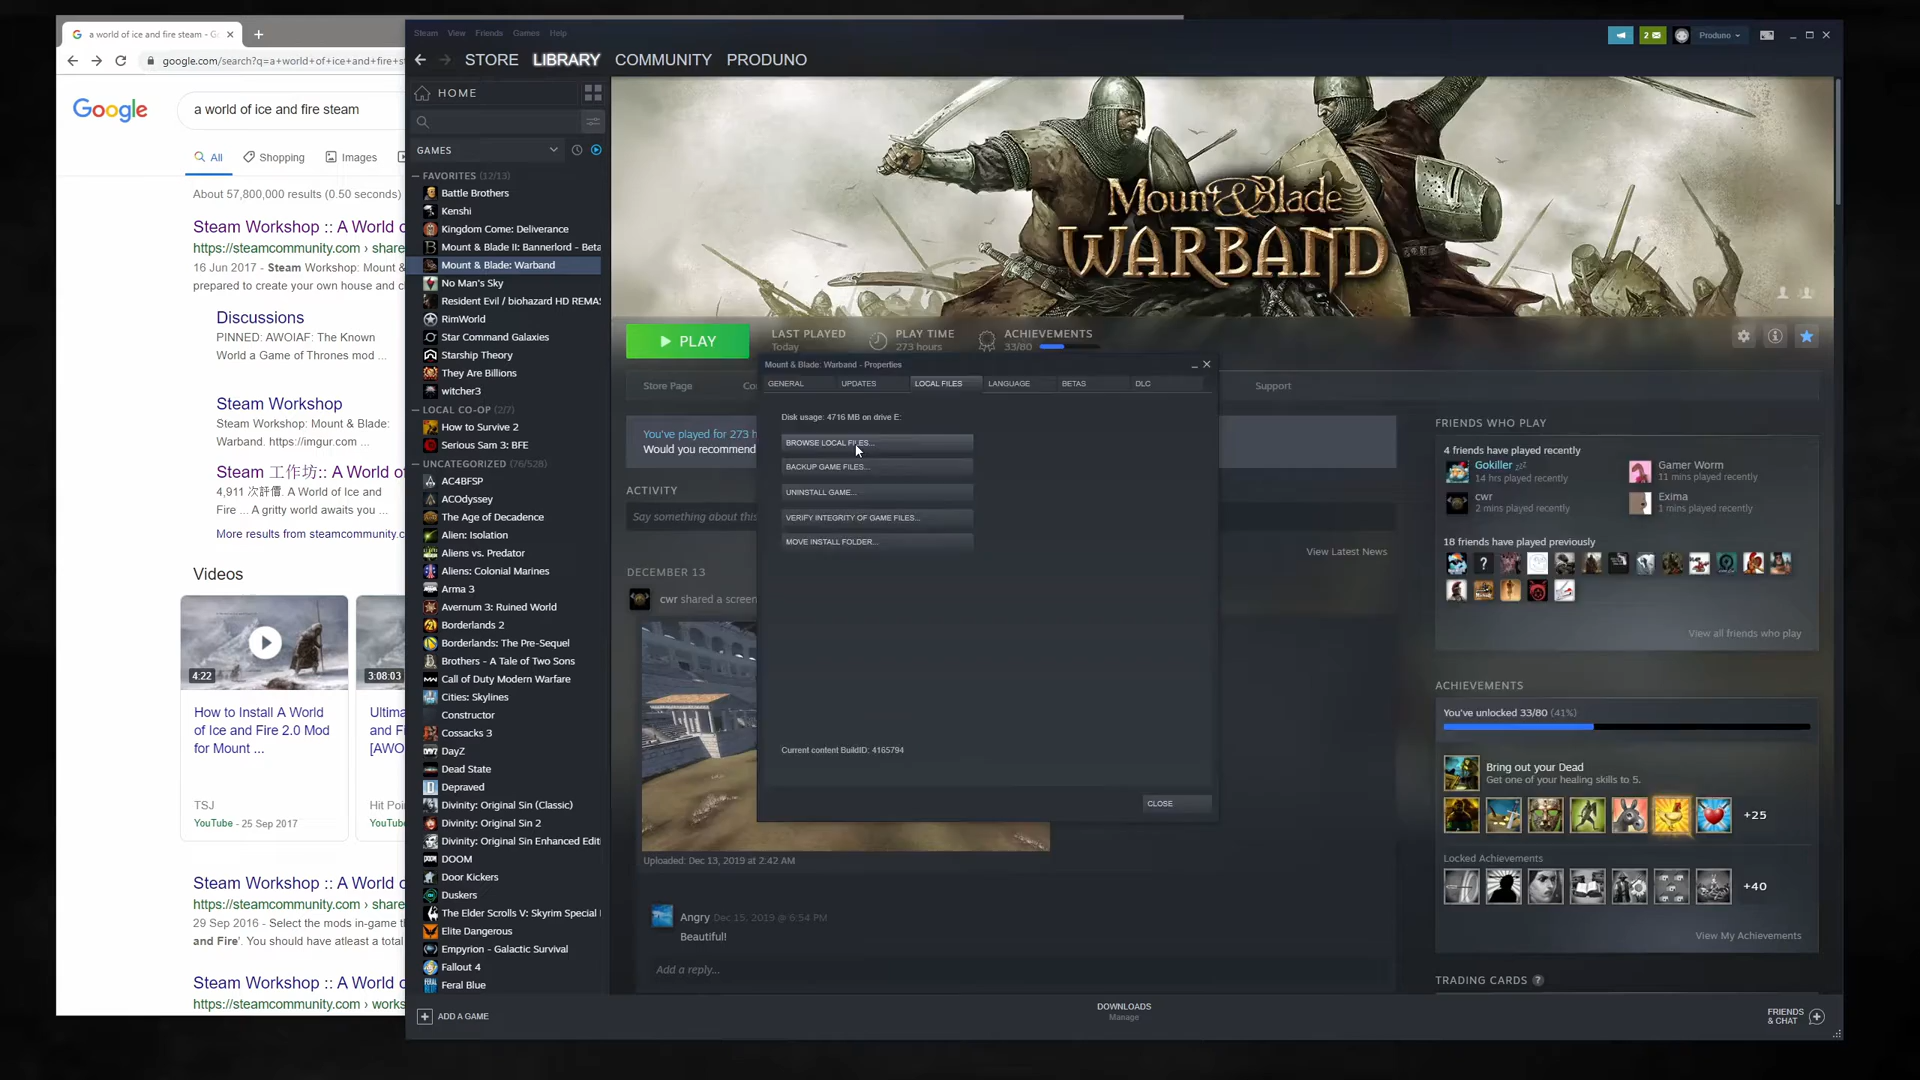 a world of ice and fire steam - G
google.com/search?q=a+world+of+ice+and+fire+s
Google
a world of ice and fire steam
All
Shopping
Images
About 57,800,000 results (0.50 seconds)
Steam Workshop :: A World o
https://steamcommunity.com › share
16 Jun 2017 - Steam Workshop: Mount &
prepared to create your own house and c
Discussions
PINNED: AWOIAF: The Known
World a Game of Thrones mod ...
Steam Workshop
Source: Mount & Blade:
Warband. https://imgur.com ...
Steam 工作坊:: A World o
4,911 次評價. A World of Ice and
Fire ... A gritty world awaits you ...
More results from steamcommunity.c
Videos
4:22
3:08:03
How to Install A World
of Ice and Fire 2.0 Mod
for Mount ...
Ultima
of Ice
[AWO
TSJ
YouTube - 25 Sep 2017
Hit Poi
YouTube
Steam Workshop :: A World o
https://steamcommunity.com › share
29 Sep 2016 - Select the mods in-game t
and Fire'. You should have atleast a total
Steam Workshop :: A World o
https://steamcommunity.com › works
Steam View Friends Games Help
2
Produno
STORE LIBRARY COMMUNITY PRODUNO
HOME
GAMES
FAVORITES (12/13)
Battle Brothers
Kenshi
Kingdom Come: Deliverance
Mount & Blade II: Bannerlord - Beta
Mount & Blade: Warband
No Man's Sky
Resident Evil / biohazard HD REMAS
RimWorld
Star Command Galaxies
Starship Theory
They Are Billions
witcher3
LOCAL CO-OP (2/7)
How to Survive 2
Serious Sam 3: BFE
UNCATEGORIZED (76/528)
AC4BFSP
ACOdyssey
The Age of Decadence
Alien: Isolation
Aliens vs. Predator
Aliens: Colonial Marines
Arma 3
Avernum 3: Ruined World
Borderlands 2
Borderlands: The Pre-Sequel
Brothers - A Tale of Two Sons
Call of Duty Modern Warfare
Cities: Skylines
Constructor
Cossacks 3
DayZ
Dead State
Depraved
Divinity: Original Sin (Classic)
Divinity: Original Sin 2
Divinity: Original Sin Enhanced Edit
DOOM
Door Kickers
Duskers
The Elder Scrolls V: Skyrim Special
Elite Dangerous
Empyrion - Galactic Survival
Fallout 4
Feral Blue
ADD A GAME
Mount & Blade
WARBAND
PLAY
LAST PLAYED
Today
PLAY TIME
273 hours
ACHIEVEMENTS
33/80
Store Page
Support
You've played for 273 h
Would you recommend
ACTIVITY
Say something about this
View Latest News
DECEMBER 13
cwr shared a screen
Uploaded: Dec 13, 2019 at 2:42 AM
Angry Dec 15, 2019 @ 6:54 PM
Beautiful!
Add a reply...
Mount & Blade: Warband - Properties
GENERAL UPDATES LOCAL FILES LANGUAGE BETAS DLC
Disk usage: 4716 MB on drive E:
BROWSE LOCAL FILES...
BACKUP GAME FILES...
UNINSTALL GAME...
VERIFY INTEGRITY OF GAME FILES...
MOVE INSTALL FOLDER...
Current content BuildID: 4165794
CLOSE
FRIENDS WHO PLAY
4 friends have played recently
Gokiller
14 hrs played recently
Gamer Worm
11 mins played recently
cwr
2 mins played recently
Exima
1 mins played recently
18 friends have played previously
View all friends who play
ACHIEVEMENTS
You've unlocked 33/80 (41%)
Bring out your Dead
Get one of your healing skills to 5.
+25
Locked Achievements
+40
View My Achievements
TRADING CARDS ?
DOWNLOADS
Manage
FRIENDS
& CHAT